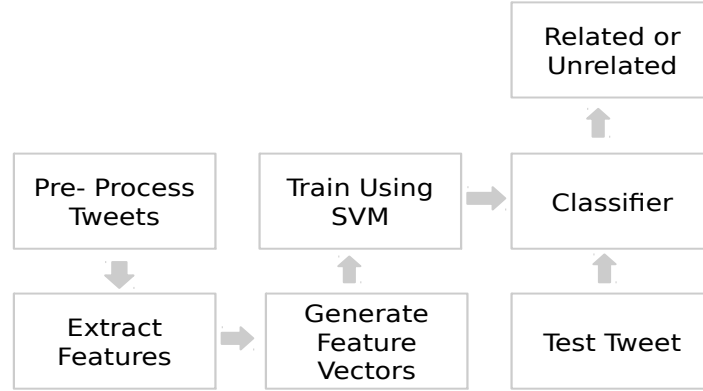 Related or
Unrelated
Pre- Process
Tweets
Train Using
SVM
Classifier
Extract
Features
Generate
Feature
Vectors
Test Tweet